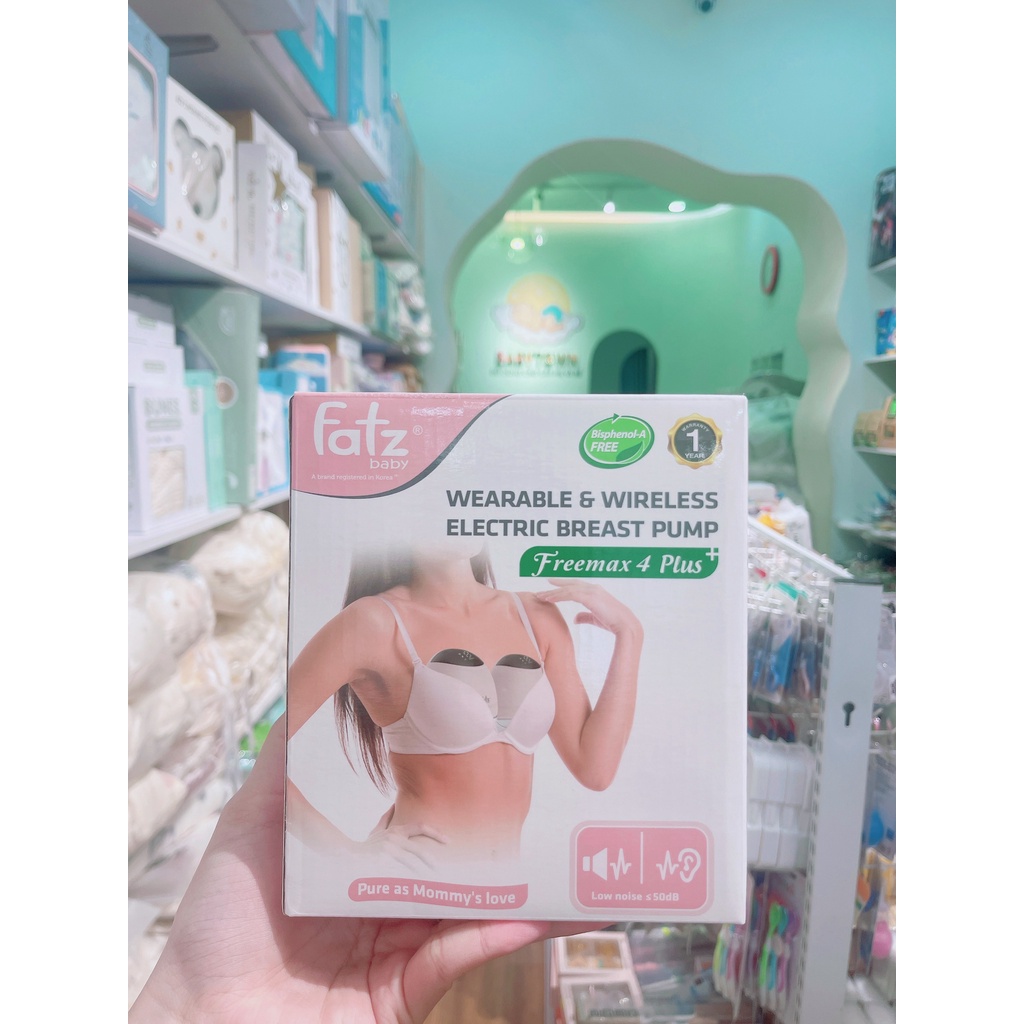 fatz®
baby
A brand registered in Korea™
Bisphenol-A
FREE
WARRANTY
1
YEAR
WEARABLE & WIRELESS
ELECTRIC BREAST PUMP
Freemax 4 Plus+
Pure as Mommy's love
Low noise ≤50dB